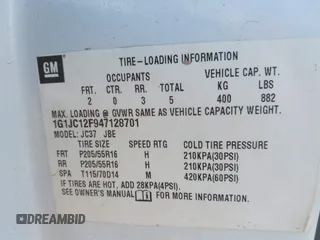 GM
TIRE-LOADING INFORMATION
OCCUPANTS VEHICLE CAP. WT.
FRT. CTR. RR. TOTAL KG LBS
2 0 3 5 400 882
MAX. LOADING @ GVWR SAME AS VEHICLE CAPACITY WEIGHT.
1G1JC12F947128701
MODEL: JC37 JBE
TIRE SIZE SPEED RTG COLD TIRE PRESSURE
FRT P205/55R16 H 210KPA(30PSI)
RR P205/55R16 H 210KPA(30PSI)
SPA T115/70D14 M 420KPA(60PSI)
IF TIRES ARE HOT, ADD 28KPA(4PSI).
SEE OWNER'S MANUAL FOR ADDITIONAL INFORMATION
DREAMBID